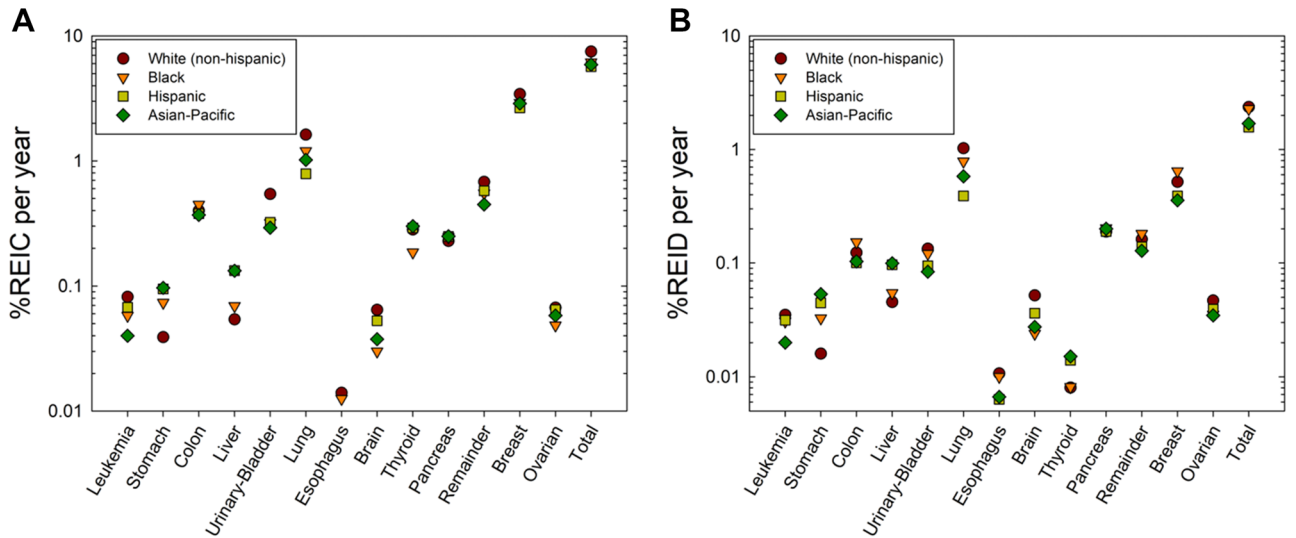 A
%REIC per year
10
1
0.1
0.01
White (non-hispanic)
Black
Hispanic
Asian-Pacific
Leukemia
Stomach
Colon
Liver
Urinary-Bladder
Lung
Esophagus
Brain
Thyroid
Pancreas
Remainder
Breast
Ovarian
Total
B
%REID per year
10
1
0.1
0.01
White (non-hispanic)
Black
Hispanic
Asian-Pacific
Leukemia
Stomach
Colon
Liver
Urinary-Bladder
Lung
Esophagus
Brain
Thyroid
Pancreas
Remainder
Breast
Ovarian
Total